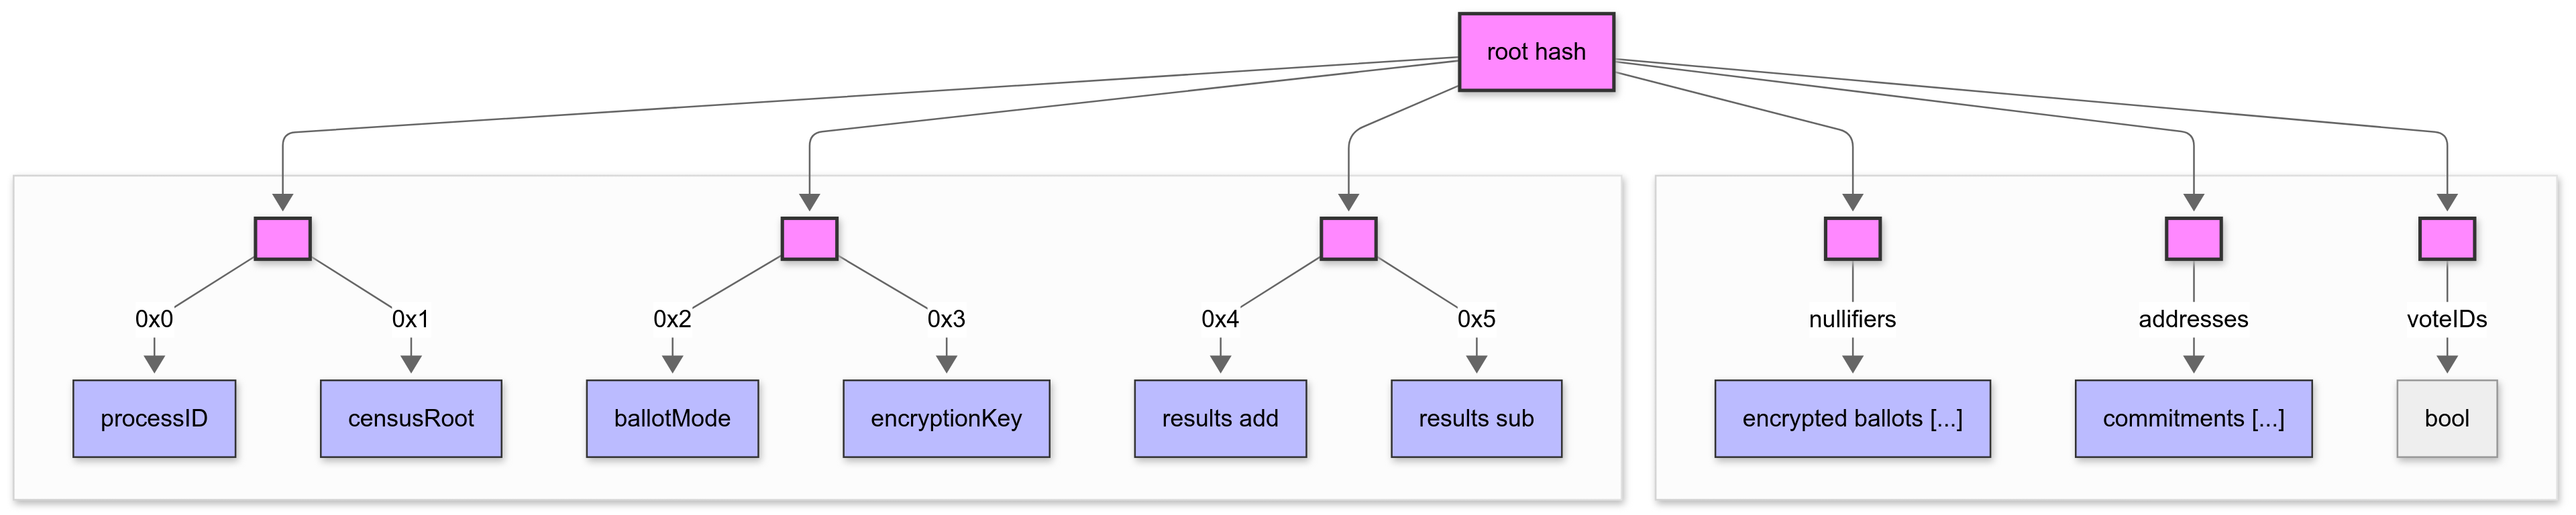 root hash
0x0
0x1
0x2
0x3
0x4
0x5
nullifiers
addresses
voteIDs
processID
censusRoot
ballotMode
encryptionKey
results add
results sub
encrypted ballots [...]
commitments [...]
bool